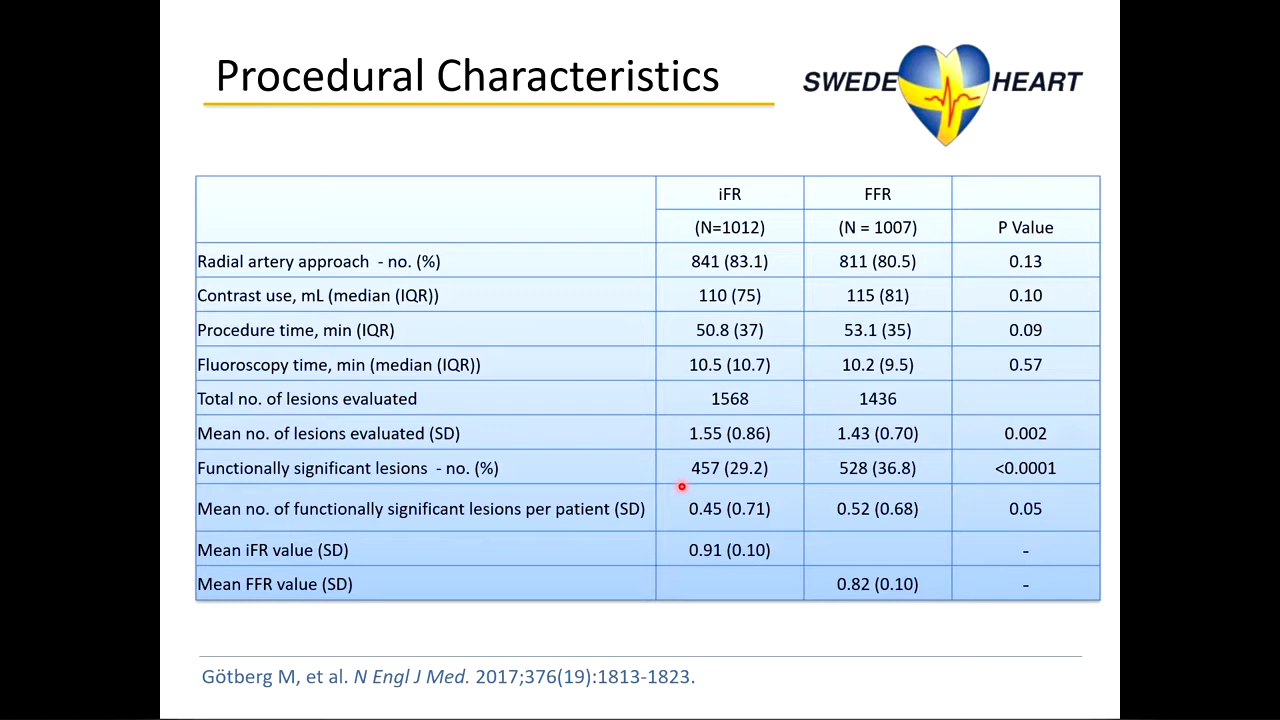 Procedural Characteristics
SWEDE HEART
iFR FFR
(N=1012) (N = 1007) P Value
Radial artery approach - no. (%) 841 (83.1) 811 (80.5) 0.13
Contrast use, mL (median (IQR)) 110 (75) 115 (81) 0.10
Procedure time, min (IQR) 50.8 (37) 53.1 (35) 0.09
Fluoroscopy time, min (median (IQR)) 10.5 (10.7) 10.2 (9.5) 0.57
Total no. of lesions evaluated 1568 1436
Mean no. of lesions evaluated (SD) 1.55 (0.86) 1.43 (0.70) 0.002
Functionally significant lesions - no. (%) 457 (29.2) 528 (36.8) <0.0001
Mean no. of functionally significant lesions per patient (SD) 0.45 (0.71) 0.52 (0.68) 0.05
Mean iFR value (SD) 0.91 (0.10) -
Mean FFR value (SD) 0.82 (0.10) -
Götberg M, et al. N Engl J Med. 2017;376(19):1813-1823.